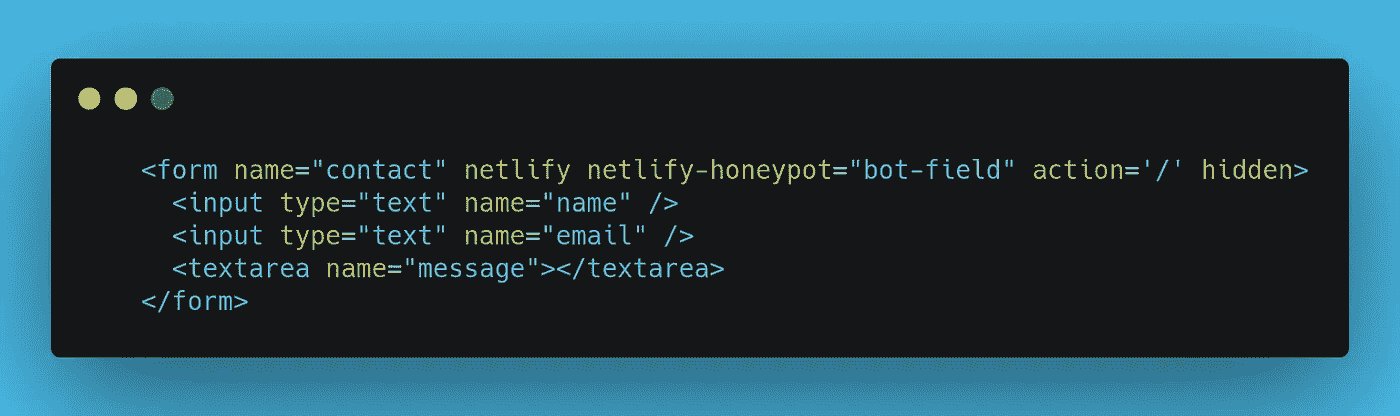 <form name="contact" netlify netlify-honeypot="bot-field" action='/' hidden>
  <input type="text" name="name" />
  <input type="text" name="email" />
  <textarea name="message"></textarea>
</form>